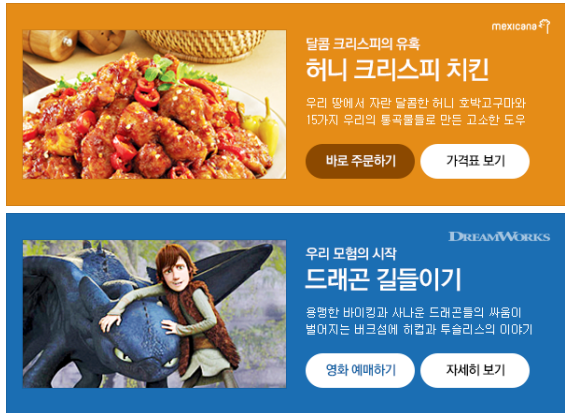 mexicana
달콤 크리스피의 유혹
허니 크리스피 치킨
우리 땅에서 자란 달콤한 허니 호박고구마와
15가지 우리의 통곡물들로 만든 고소한 도우
바로 주문하기
가격표 보기
DREAMWORKS
우리 모험의 시작
드래곤 길들이기
용맹한 바이킹과 사나운 드래곤들의 싸움이
벌어지는 버크섬에 히컵과 투슬리스의 이야기
영화 예매하기
자세히 보기